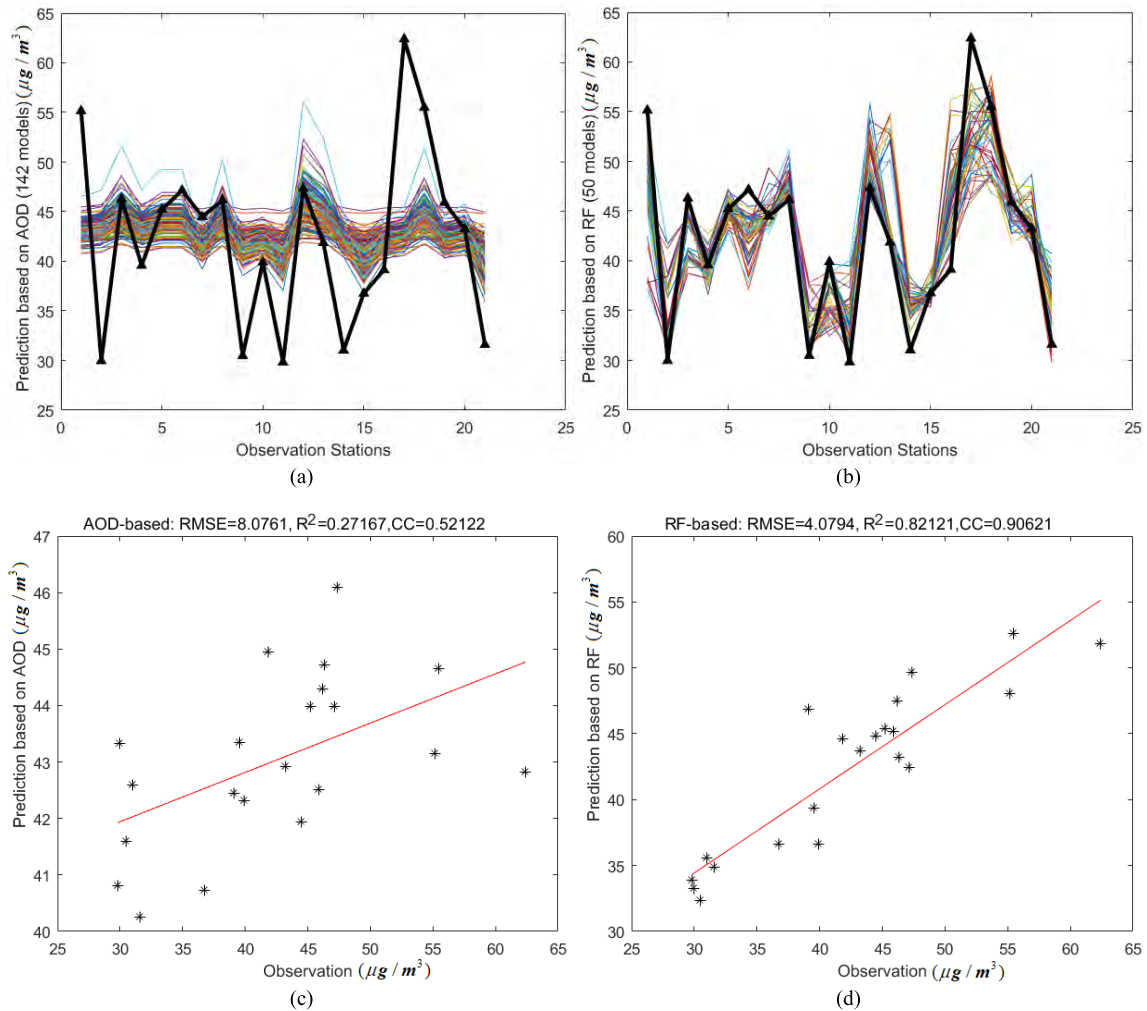 Prediction based on AOD (142 models) (μg / m³)
65
60
55
50
45
40
35
30
25
0 5 10 15 20 25
Observation Stations
(a)
Prediction based on RF (50 models) (μg / m³)
65
60
55
50
45
40
35
30
25
0 5 10 15 20 25
Observation Stations
(b)
AOD-based: RMSE=8.0761, R²=0.27167,CC=0.52122
Prediction based on AOD (μg / m³)
47
46
45
44
43
42
41
40
25 30 35 40 45 50 55 60 65
Observation (μg / m³)
(c)
RF-based: RMSE=4.0794, R²=0.82121,CC=0.90621
Prediction based on RF (μg / m³)
60
55
50
45
40
35
30
25 30 35 40 45 50 55 60 65
Observation (μg / m³)
(d)